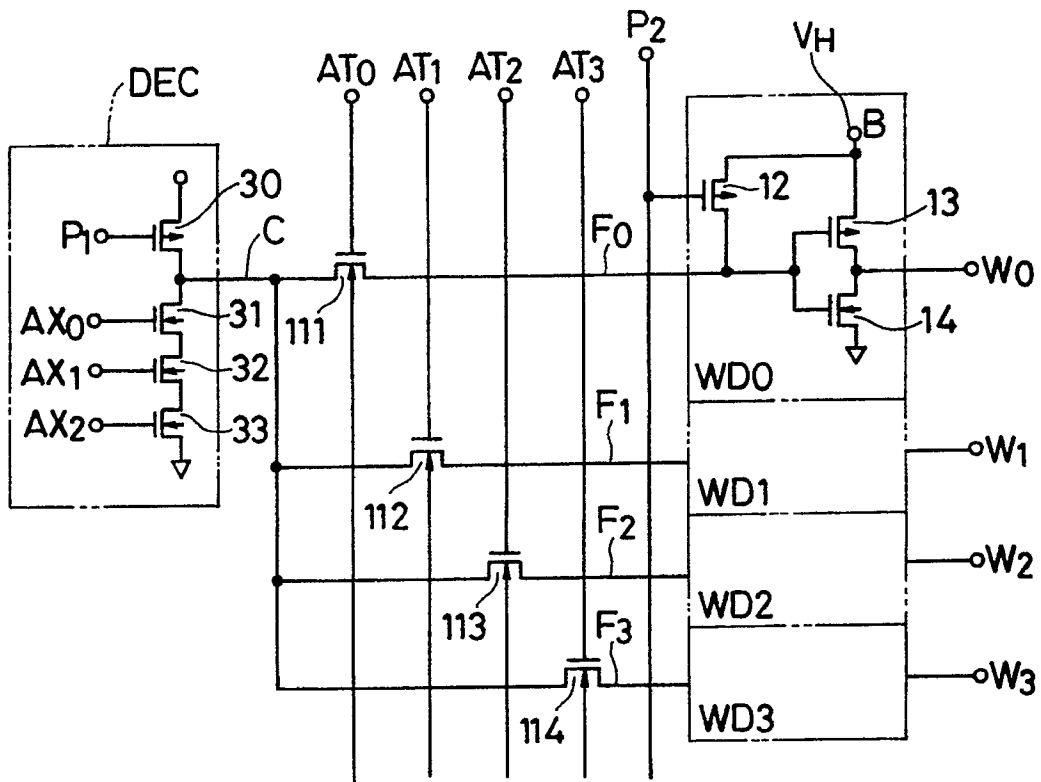 P2
VH
AT0 AT1 AT2 AT3
DEC
B
30
12
13
P1
C
F0
W0
AX0
31
111
14
AX1
32
WD0
AX2
33
F1
W1
112
WD1
F2
W2
113
WD2
F3
W3
114
WD3